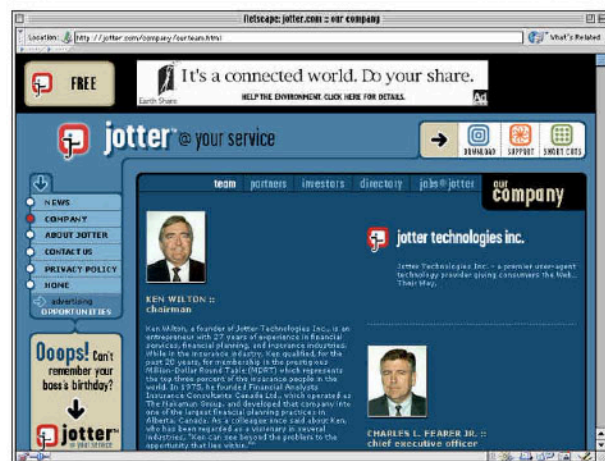 Netscape: jotter.com :: our company
Location: http://jotter.com/company/ourteam.html
What's Related
FREE
It's a connected world. Do your share.
Earth Share
HELP THE ENVIRONMENT. CLICK HERE FOR DETAILS.
Ad
jotter™ @ your service
DOWNLOAD SUPPORT SHORT CUTS
team partners investors directory jobs@jotter
our company
NEWS
COMPANY
ABOUT JOTTER
CONTACT US
PRIVACY POLICY
HOME
advertising
OPPORTUNITIES
Ooops! Can't
remember your
boss's birthday?
jotter™
@ your service
KEN WILTON ::
chairman
Ken Wilton, a founder of Jotter Technologies Inc., is an
entrepreneur with 27 years of experience in financial
services, financial planning, and insurance industries.
While in the insurance industry, Ken qualified, for the
past 20 years, for membership in the prestigious
Million-Dollar Round Table (MDRT) which represents
the top three percent of the insurance people in the
world. In 1975, he founded Financial Analysts
Insurance Consultants Canada Ltd., which operated as
The Hakaman Group, and developed that company into
one of the largest financial planning practices in
Alberta, Canada. As a colleague once said about Ken,
who has been regarded as a visionary in several
industries, "Ken can see beyond the problem to the
opportunity that lies within."
jotter technologies inc.
Jotter Technologies Inc. - a premier user-agent
technology provider giving consumers the Web...
Their Way.
CHARLES L. FEARER JR. ::
chief executive officer